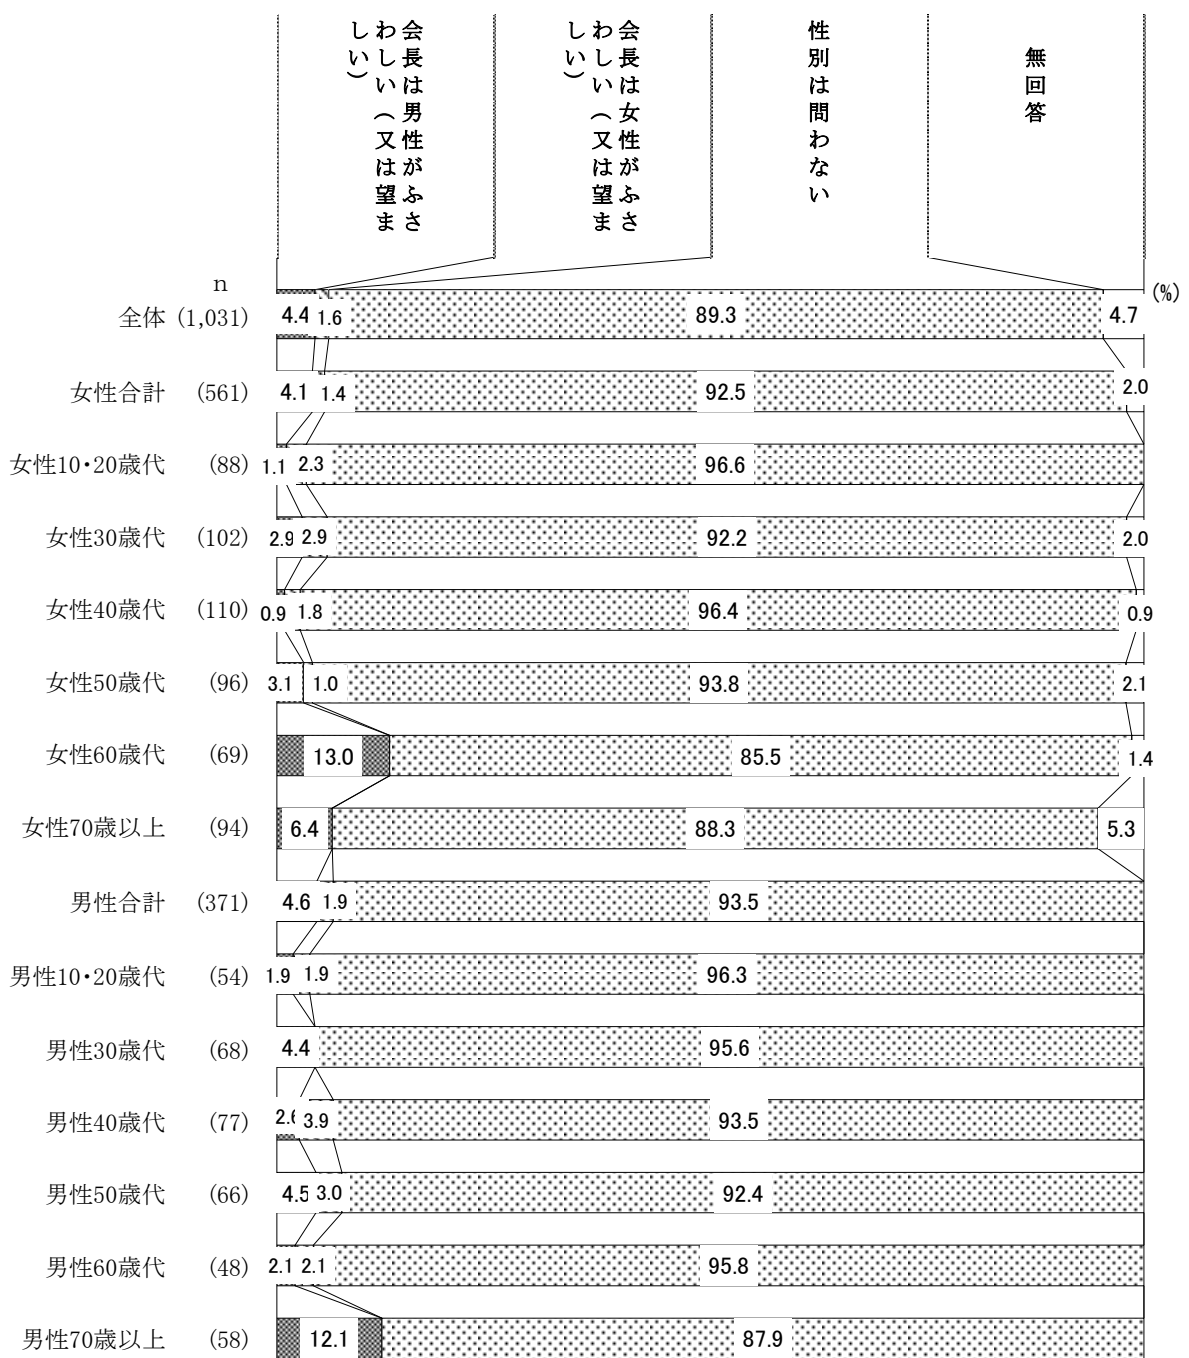 会長は男性がふさ
わしい（又は望ま
しい）
会長は女性がふさ
わしい（又は望ま
しい）
性別は問わない
無回答
n
(%)
全体 (1,031) 4.4 1.6 89.3 4.7
女性合計 (561) 4.1 1.4 92.5 2.0
女性10・20歳代 (88) 1.1 2.3 96.6
女性30歳代 (102) 2.9 2.9 92.2 2.0
女性40歳代 (110) 0.9 1.8 96.4 0.9
女性50歳代 (96) 3.1 1.0 93.8 2.1
女性60歳代 (69) 13.0 85.5 1.4
女性70歳以上 (94) 6.4 88.3 5.3
男性合計 (371) 4.6 1.9 93.5
男性10・20歳代 (54) 1.9 1.9 96.3
男性30歳代 (68) 4.4 95.6
男性40歳代 (77) 2.6 3.9 93.5
男性50歳代 (66) 4.5 3.0 92.4
男性60歳代 (48) 2.1 2.1 95.8
男性70歳以上 (58) 12.1 87.9